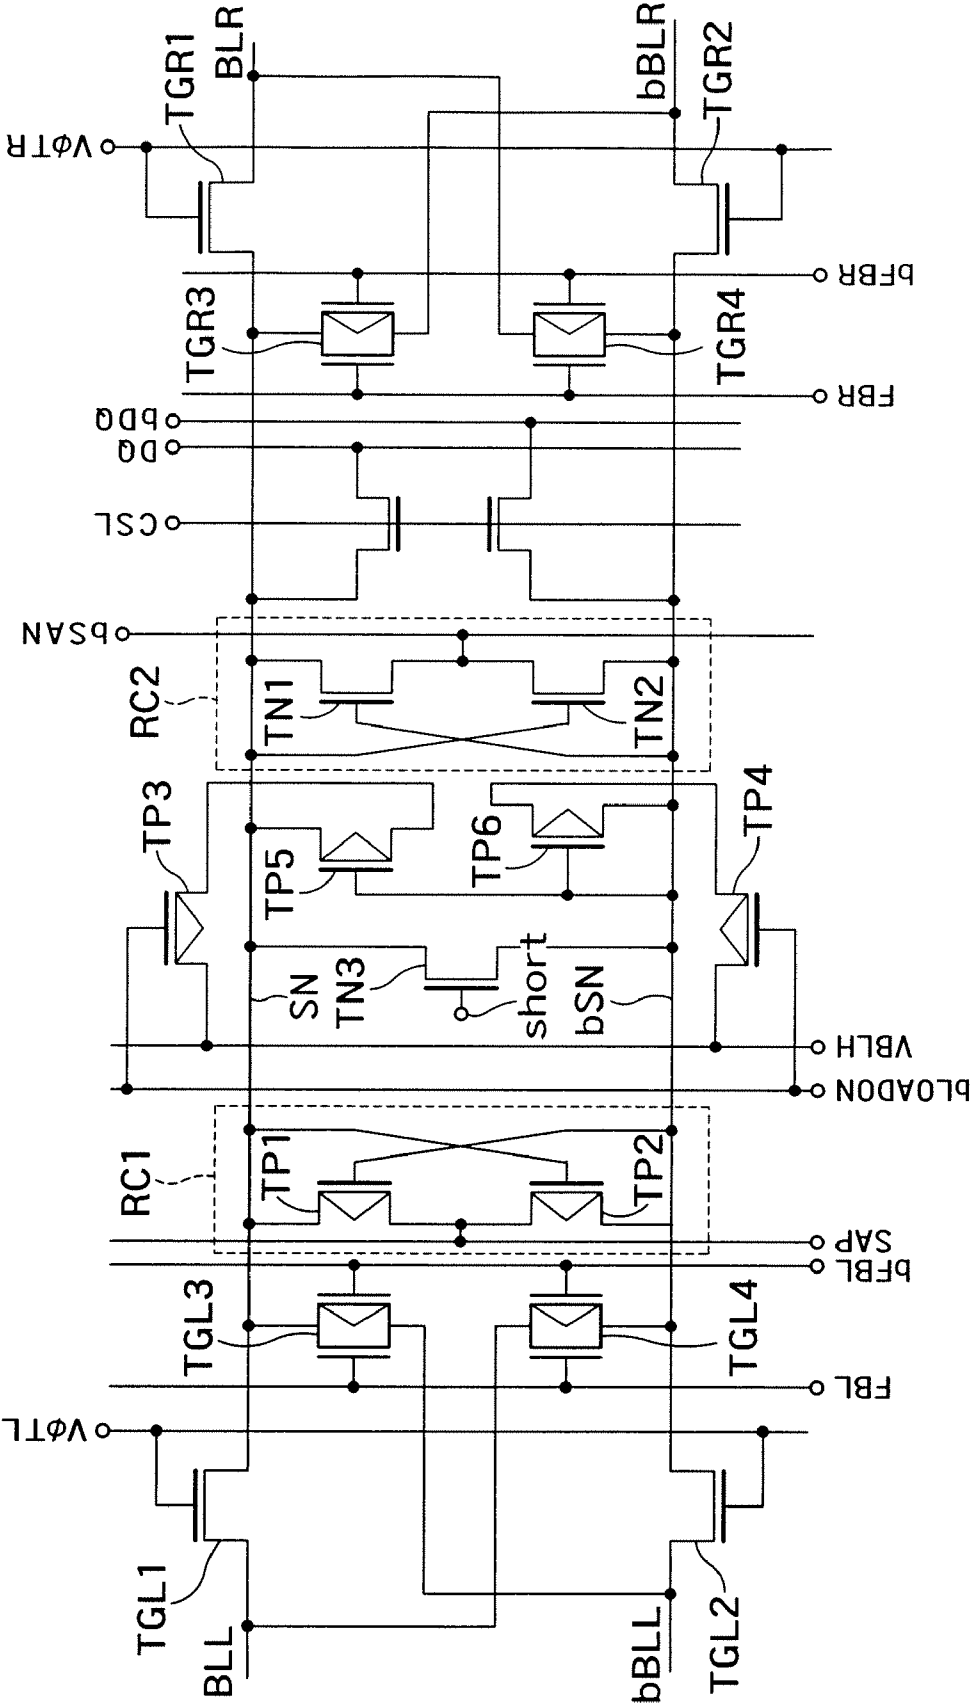 BLL
TGL1
VφTL
TGL3
RC1
TP1
SN
TN3
TP3
TP5
RC2
TN1
bSAN
CSL
DQ
bDQ
TGR3
VφTR
TGR1
BLR
bBLL
TGL2
FBL
TGL4
bFBL
SAP
TP2
bLOADON
VBLH
bSN
short
TP6
TP4
TN2
FBR
TGR4
bFBR
TGR2
bBLR